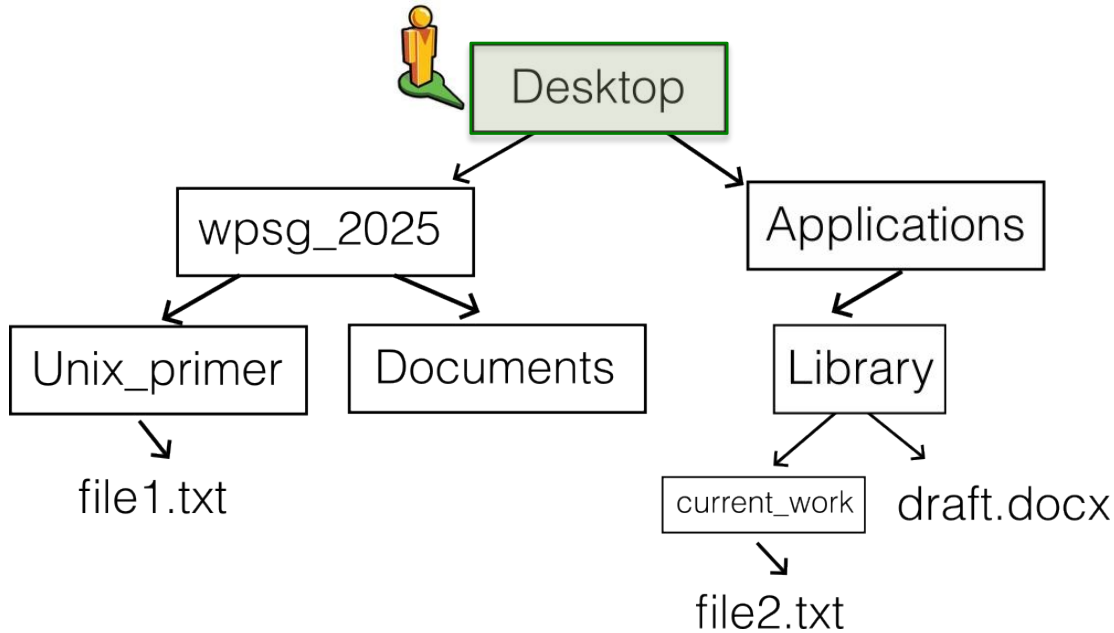 Desktop
wpsg_2025
Applications
Unix_primer
Documents
Library
file1.txt
current_work
draft.docx
file2.txt